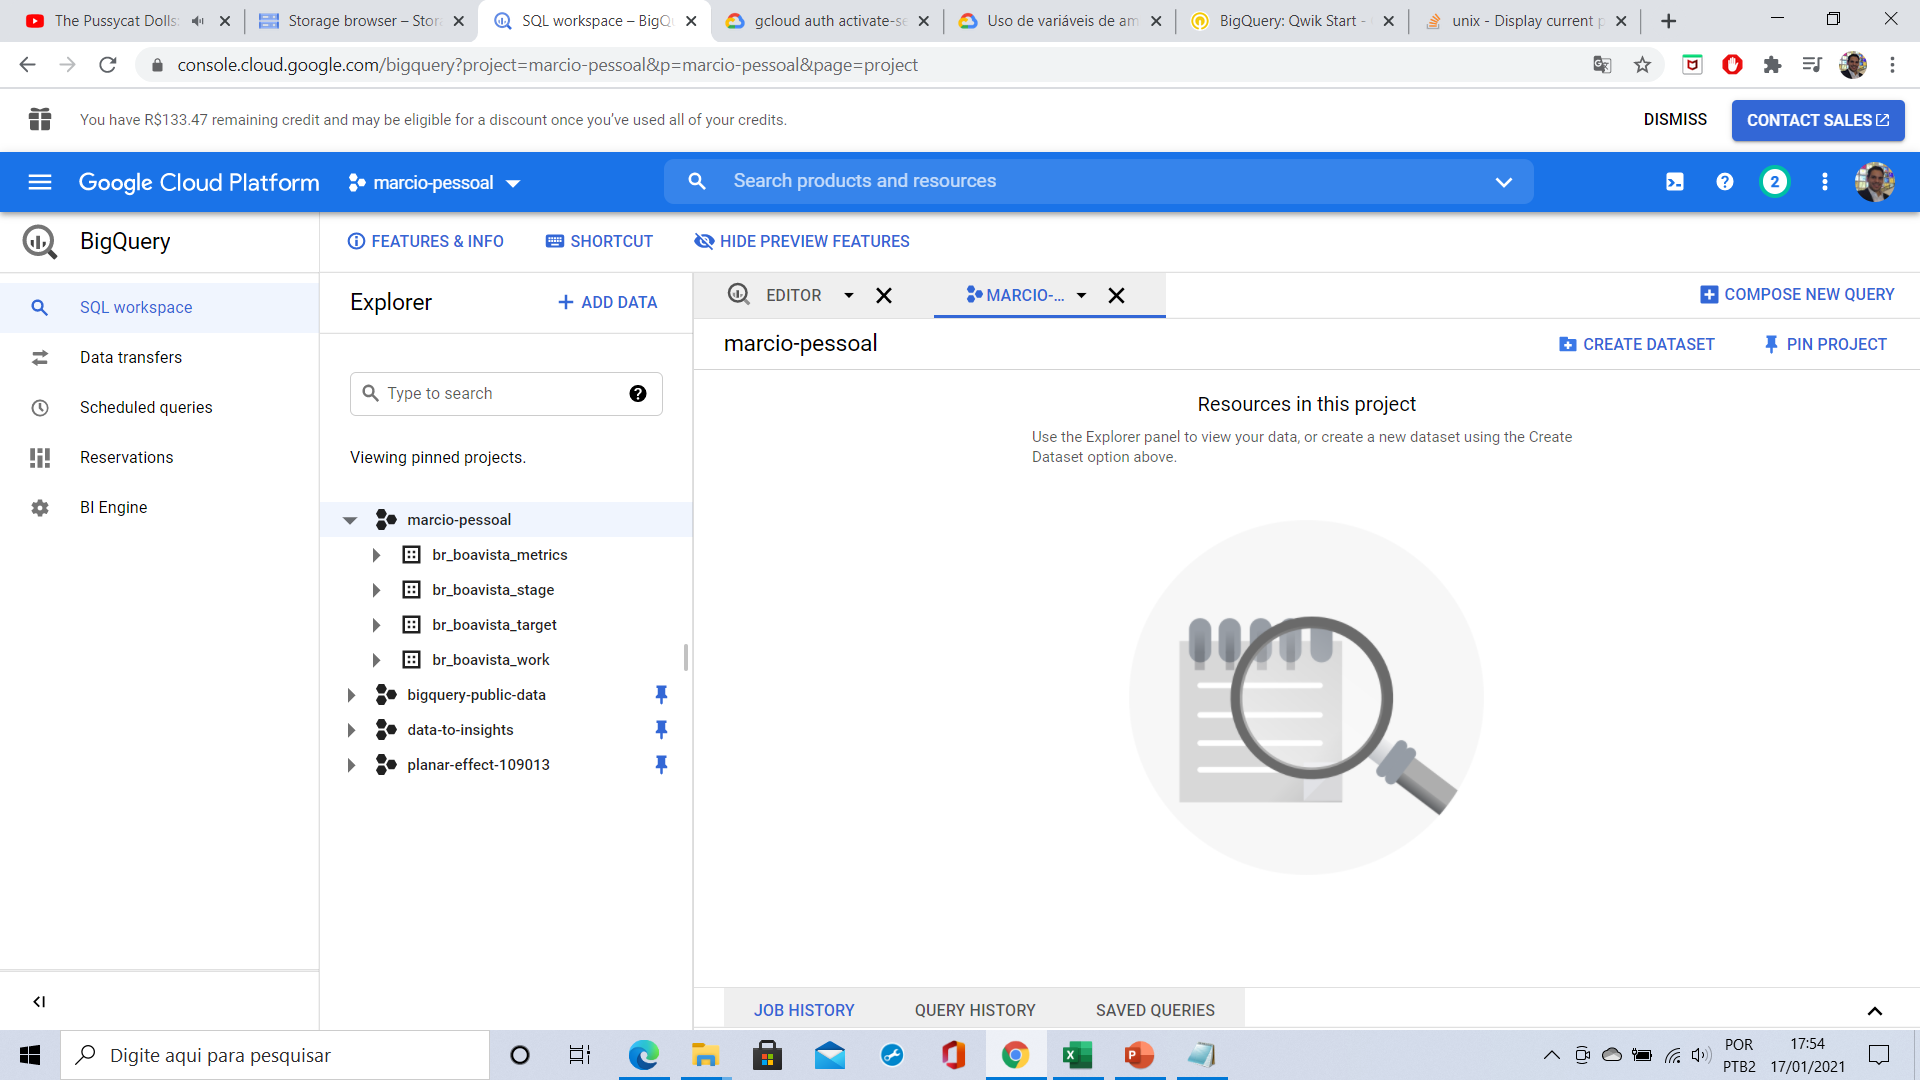 The Pussycat Dolls:
Storage browser – Stor
SQL workspace – BigQ
gcloud auth activate-se
Uso de variáveis de am
BigQuery: Qwik Start -
unix - Display current p
console.cloud.google.com/bigquery?project=marcio-pessoal&p=marcio-pessoal&page=project
You have R$133.47 remaining credit and may be eligible for a discount once you've used all of your credits.
DISMISS
CONTACT SALES
Google Cloud Platform
marcio-pessoal
Search products and resources
2
BigQuery
FEATURES & INFO
SHORTCUT
HIDE PREVIEW FEATURES
SQL workspace
Data transfers
Scheduled queries
Reservations
BI Engine
Explorer
ADD DATA
Type to search
Viewing pinned projects.
marcio-pessoal
br_boavista_metrics
br_boavista_stage
br_boavista_target
br_boavista_work
bigquery-public-data
data-to-insights
planar-effect-109013
EDITOR
MARCIO-...
COMPOSE NEW QUERY
marcio-pessoal
CREATE DATASET
PIN PROJECT
Resources in this project
Use the Explorer panel to view your data, or create a new dataset using the Create
Dataset option above.
JOB HISTORY
QUERY HISTORY
SAVED QUERIES
Digite aqui para pesquisar
POR
PTB2
17:54
17/01/2021